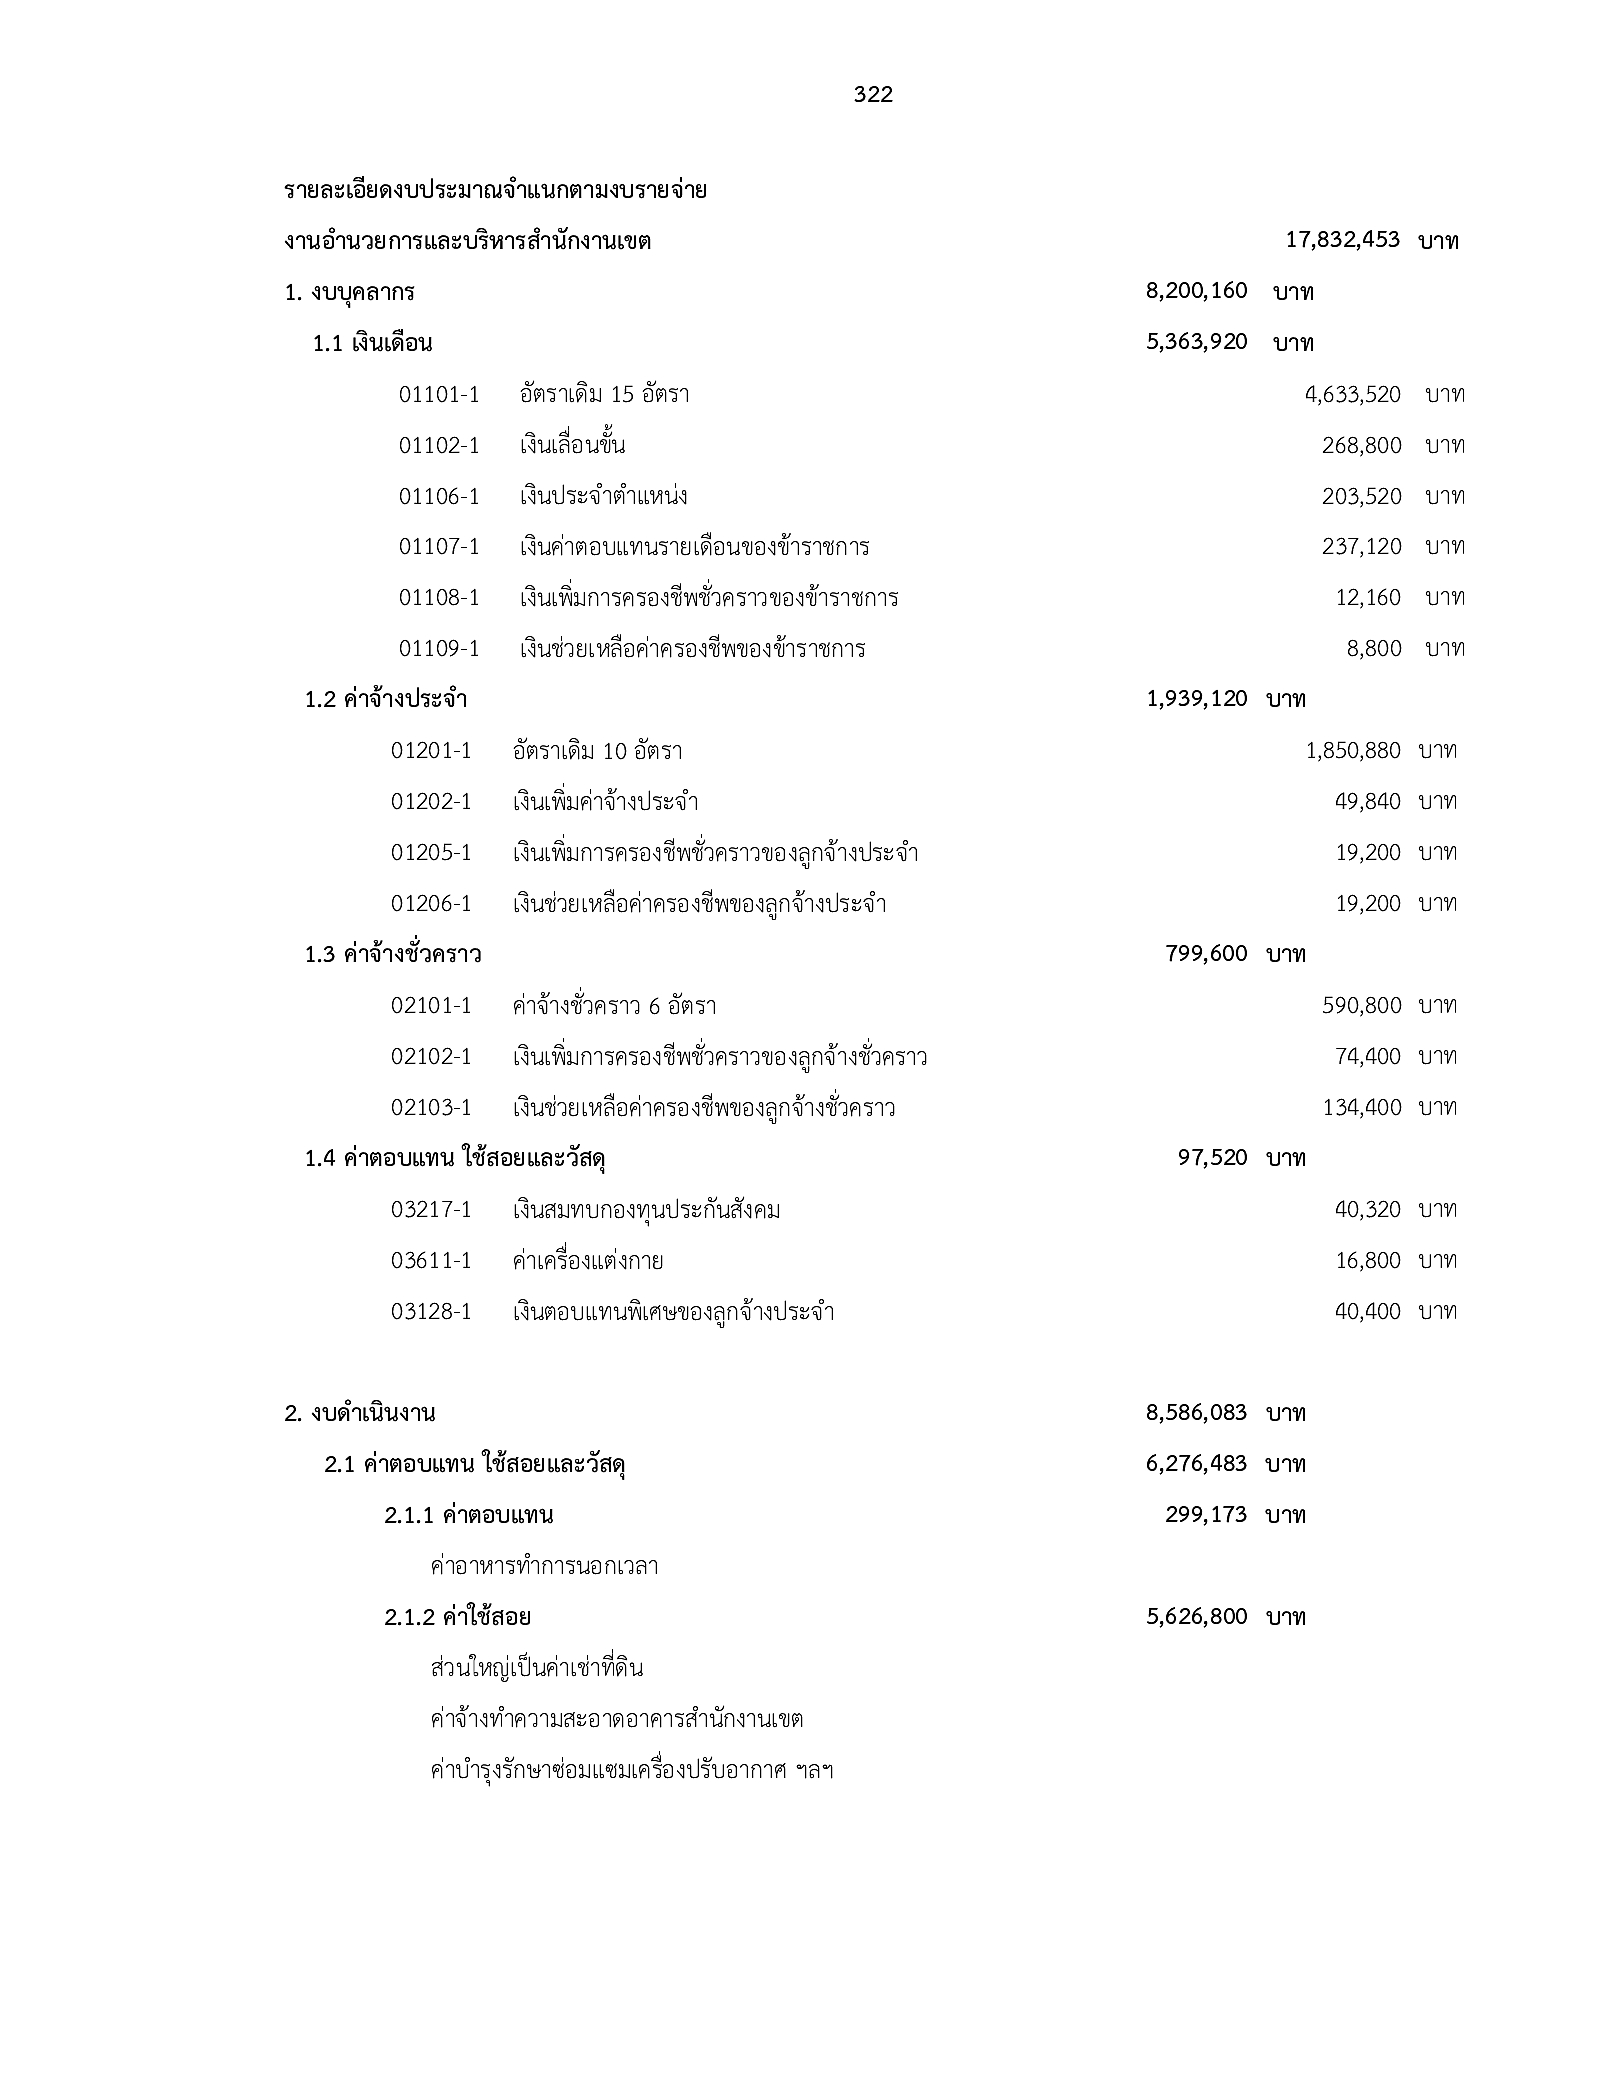 322
รายละเอียดงบประมาณจำแนกตามงบรายจ่าย
งานอำนวยการและบริหารสำนักงานเขต 17,832,453 บาท
1. งบบุคลากร 8,200,160 บาท
1.1 เงินเดือน 5,363,920 บาท
01101-1 อัตราเดิม 15 อัตรา 4,633,520 บาท
01102-1 เงินเลื่อนขั้น 268,800 บาท
01106-1 เงินประจำตำแหน่ง 203,520 บาท
01107-1 เงินค่าตอบแทนรายเดือนของข้าราชการ 237,120 บาท
01108-1 เงินเพิ่มการครองชีพชั่วคราวของข้าราชการ 12,160 บาท
01109-1 เงินช่วยเหลือค่าครองชีพของข้าราชการ 8,800 บาท
1.2 ค่าจ้างประจำ 1,939,120 บาท
01201-1 อัตราเดิม 10 อัตรา 1,850,880 บาท
01202-1 เงินเพิ่มค่าจ้างประจำ 49,840 บาท
01205-1 เงินเพิ่มการครองชีพชั่วคราวของลูกจ้างประจำ 19,200 บาท
01206-1 เงินช่วยเหลือค่าครองชีพของลูกจ้างประจำ 19,200 บาท
1.3 ค่าจ้างชั่วคราว 799,600 บาท
02101-1 ค่าจ้างชั่วคราว 6 อัตรา 590,800 บาท
02102-1 เงินเพิ่มการครองชีพชั่วคราวของลูกจ้างชั่วคราว 74,400 บาท
02103-1 เงินช่วยเหลือค่าครองชีพของลูกจ้างชั่วคราว 134,400 บาท
1.4 ค่าตอบแทน ใช้สอยและวัสดุ 97,520 บาท
03217-1 เงินสมทบกองทุนประกันสังคม 40,320 บาท
03611-1 ค่าเครื่องแต่งกาย 16,800 บาท
03128-1 เงินตอบแทนพิเศษของลูกจ้างประจำ 40,400 บาท
2. งบดำเนินงาน 8,586,083 บาท
2.1 ค่าตอบแทน ใช้สอยและวัสดุ 6,276,483 บาท
2.1.1 ค่าตอบแทน 299,173 บาท
ค่าอาหารทำการนอกเวลา
2.1.2 ค่าใช้สอย 5,626,800 บาท
ส่วนใหญ่เป็นค่าเช่าที่ดิน
ค่าจ้างทำความสะอาดอาคารสำนักงานเขต
ค่าบำรุงรักษาซ่อมแซมเครื่องปรับอากาศ ฯลฯ